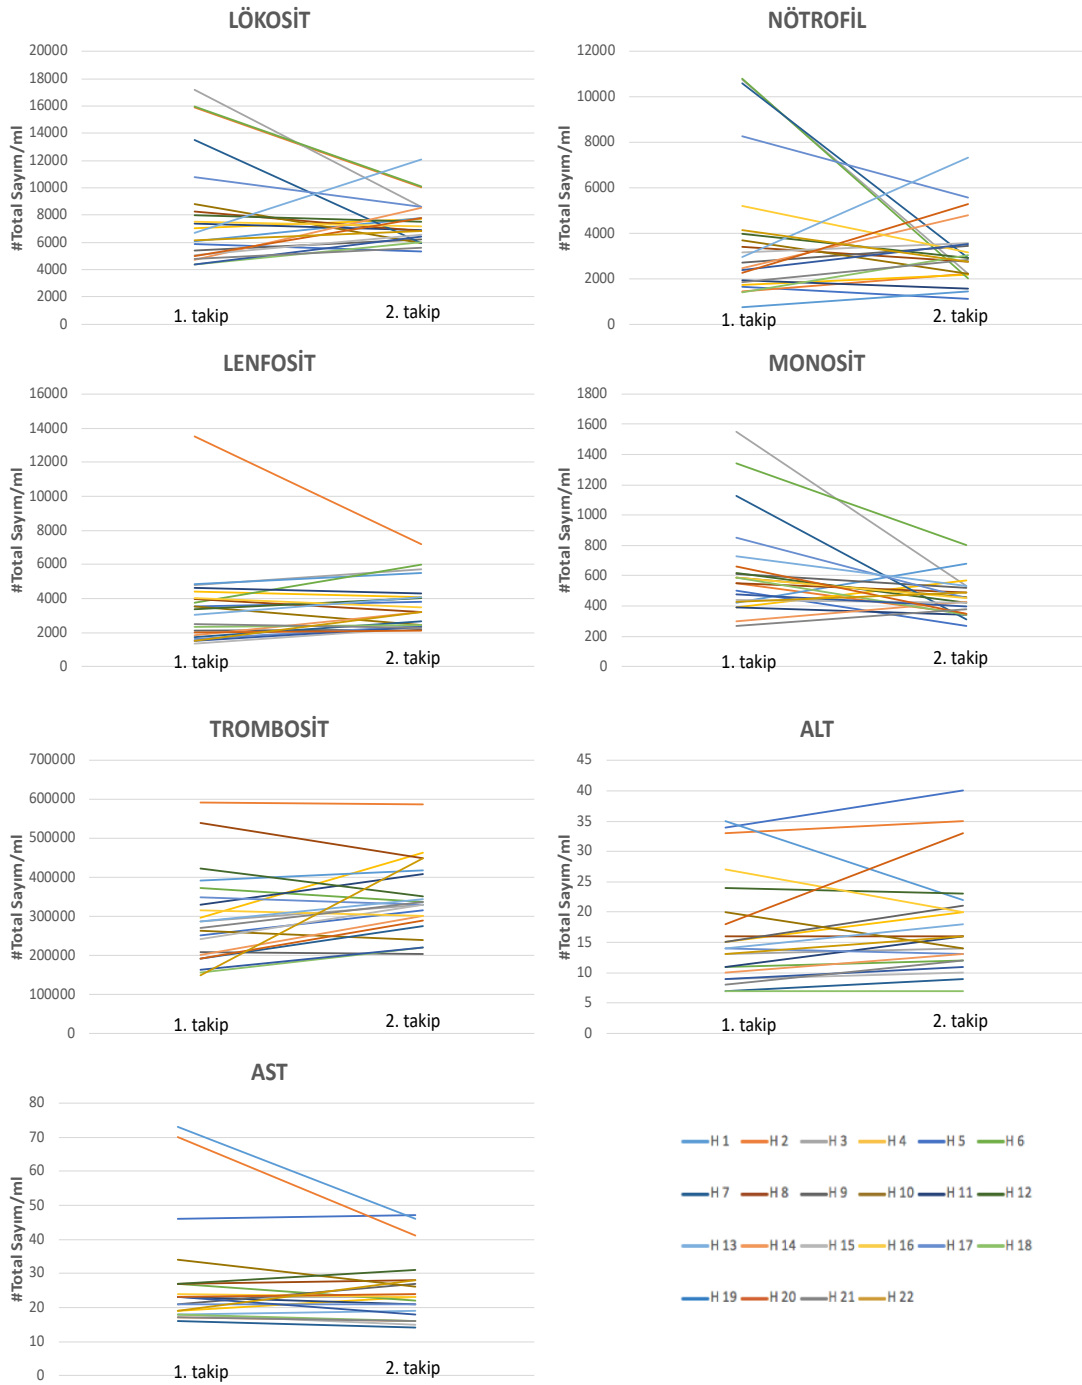 LÖKOSİT
#Total Sayım/ml
20000
18000
16000
14000
12000
10000
8000
6000
4000
2000
0
1. takip
2. takip
NÖTROFİL
#Total Sayım/ml
12000
10000
8000
6000
4000
2000
0
1. takip
2. takip
LENFOSİT
#Total Sayım/ml
16000
14000
12000
10000
8000
6000
4000
2000
0
1. takip
2. takip
MONOSİT
#Total Sayım/ml
1800
1600
1400
1200
1000
800
600
400
200
0
1. takip
2. takip
TROMBOSİT
#Total Sayım/ml
700000
600000
500000
400000
300000
200000
100000
0
1. takip
2. takip
ALT
#Total Sayım/ml
45
40
35
30
25
20
15
10
5
0
1. takip
2. takip
AST
#Total Sayım/ml
80
70
60
50
40
30
20
10
0
1. takip
2. takip
H 1 H 2 H 3 H 4 H 5 H 6
H 7 H 8 H 9 H 10 H 11 H 12
H 13 H 14 H 15 H 16 H 17 H 18
H 19 H 20 H 21 H 22